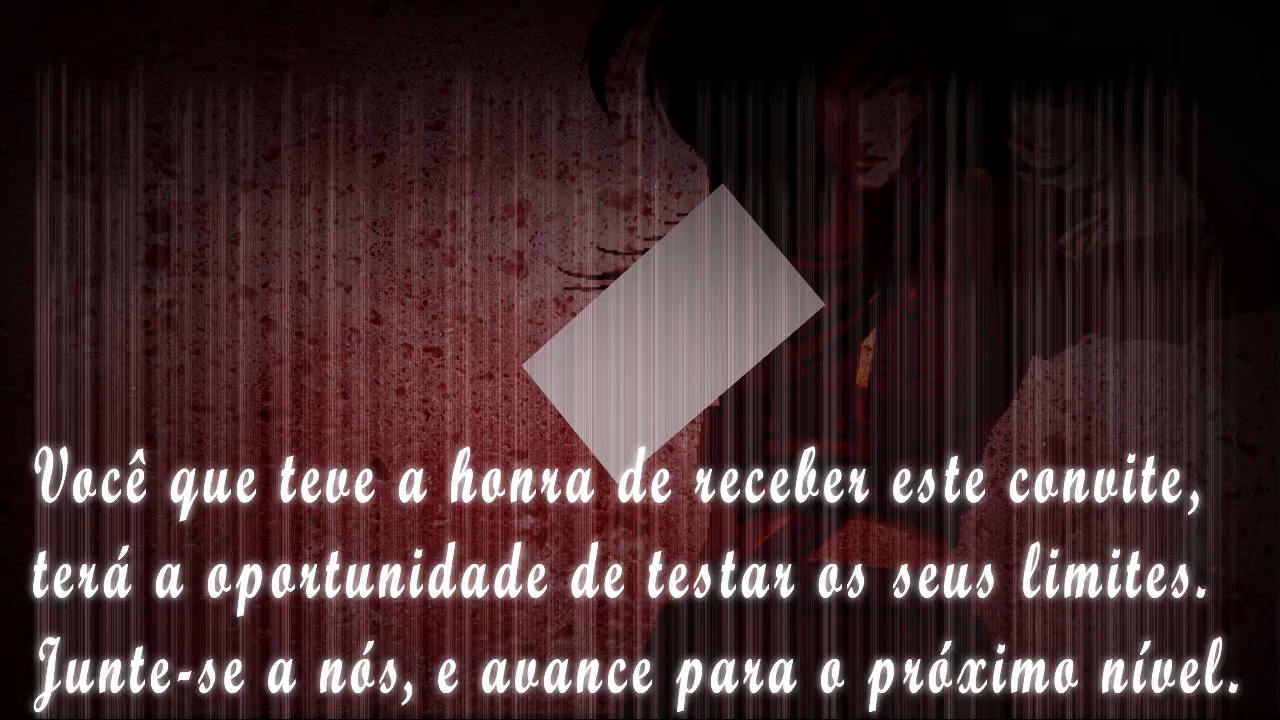 Você que teve a honra de receber este convite,
terá a oportunidade de testar os seus limites.
Junte-se a nós, e avance para o próximo nível.